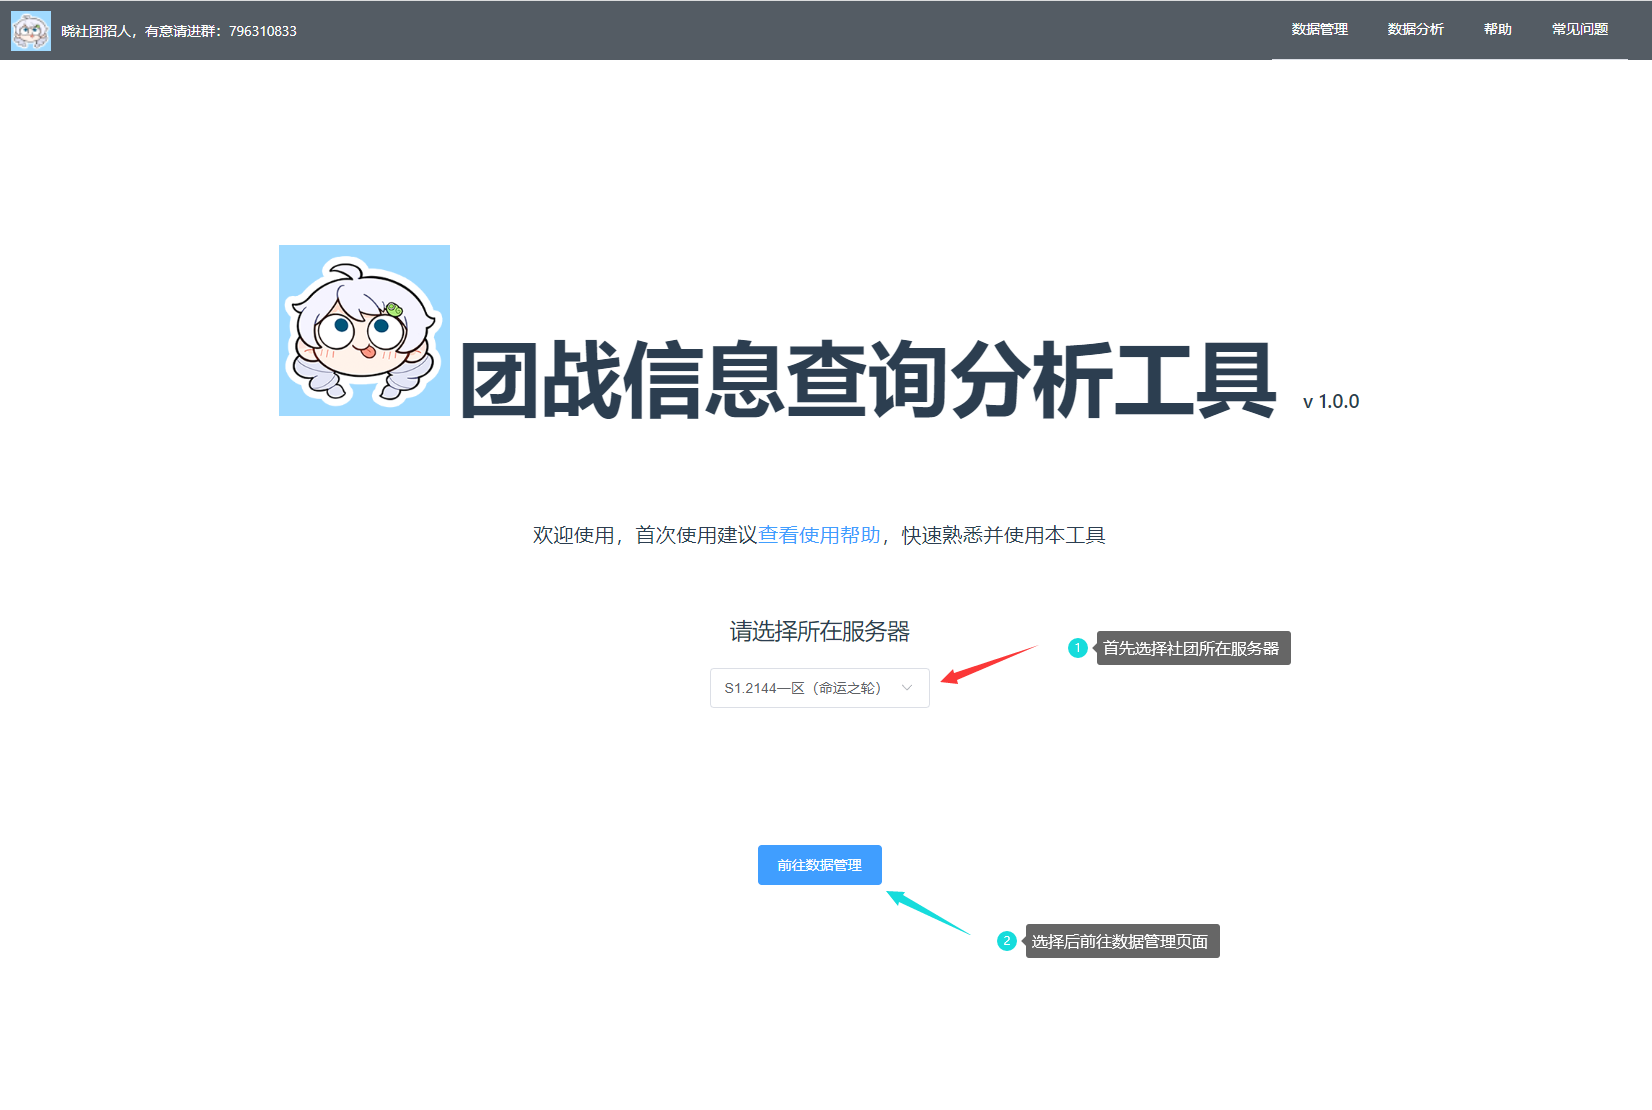 晓社团招人，有意请进群：796310833
数据管理
数据分析
帮助
常见问题
团战信息查询分析工具 v 1.0.0
欢迎使用，首次使用建议查看使用帮助，快速熟悉并使用本工具
请选择所在服务器
S1.2144一区（命运之轮）
1 首先选择社团所在服务器
前往数据管理
2 选择后前往数据管理页面